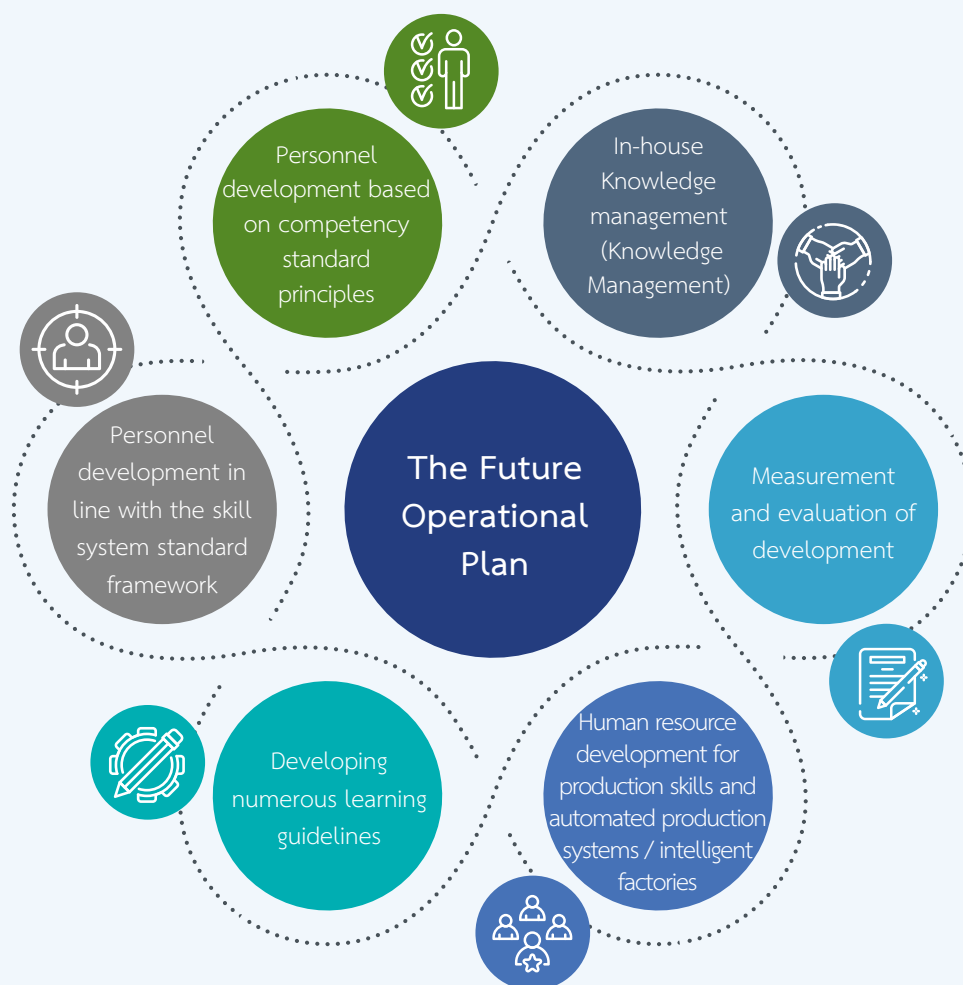 Personnel
development based
on competency
standard
principles
In-house
Knowledge
management
(Knowledge
Management)
Personnel
development in
line with the skill
system standard
framework
The Future
Operational
Plan
Measurement
and evaluation of
development
Developing
numerous learning
guidelines
Human resource
development for
production skills and
automated production
systems / intelligent
factories